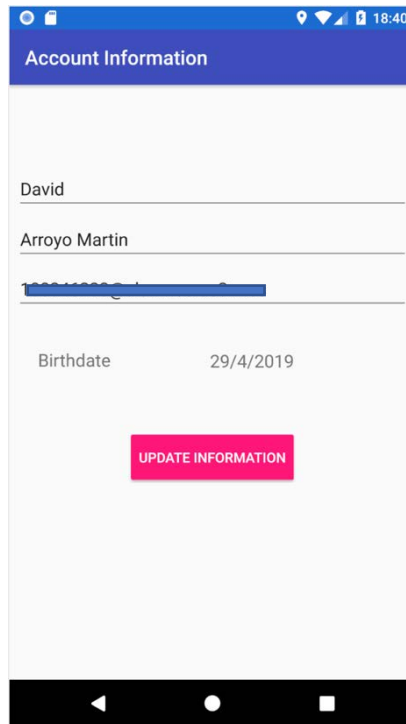 18:40
Account Information
David
Arroyo Martin
Birthdate 29/4/2019
UPDATE INFORMATION